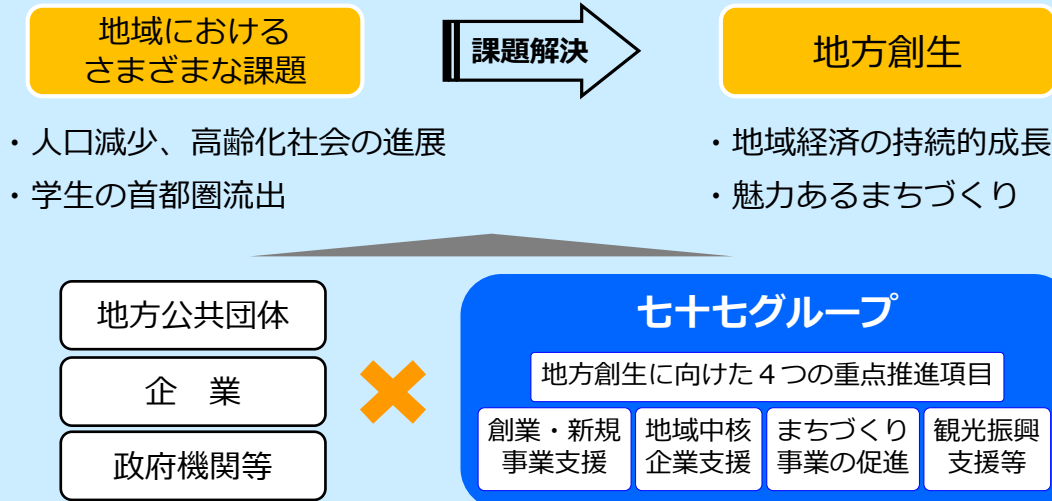 地域における
さまざまな課題
課題解決
地方創生
・人口減少、高齢化社会の進展
・学生の首都圏流出
・地域経済の持続的成長
・魅力あるまちづくり
地方公共団体
企　業
政府機関等
七十七グループ
地方創生に向けた４つの重点推進項目
創業・新規
事業支援
地域中核
企業支援
まちづくり
事業の促進
観光振興
支援等